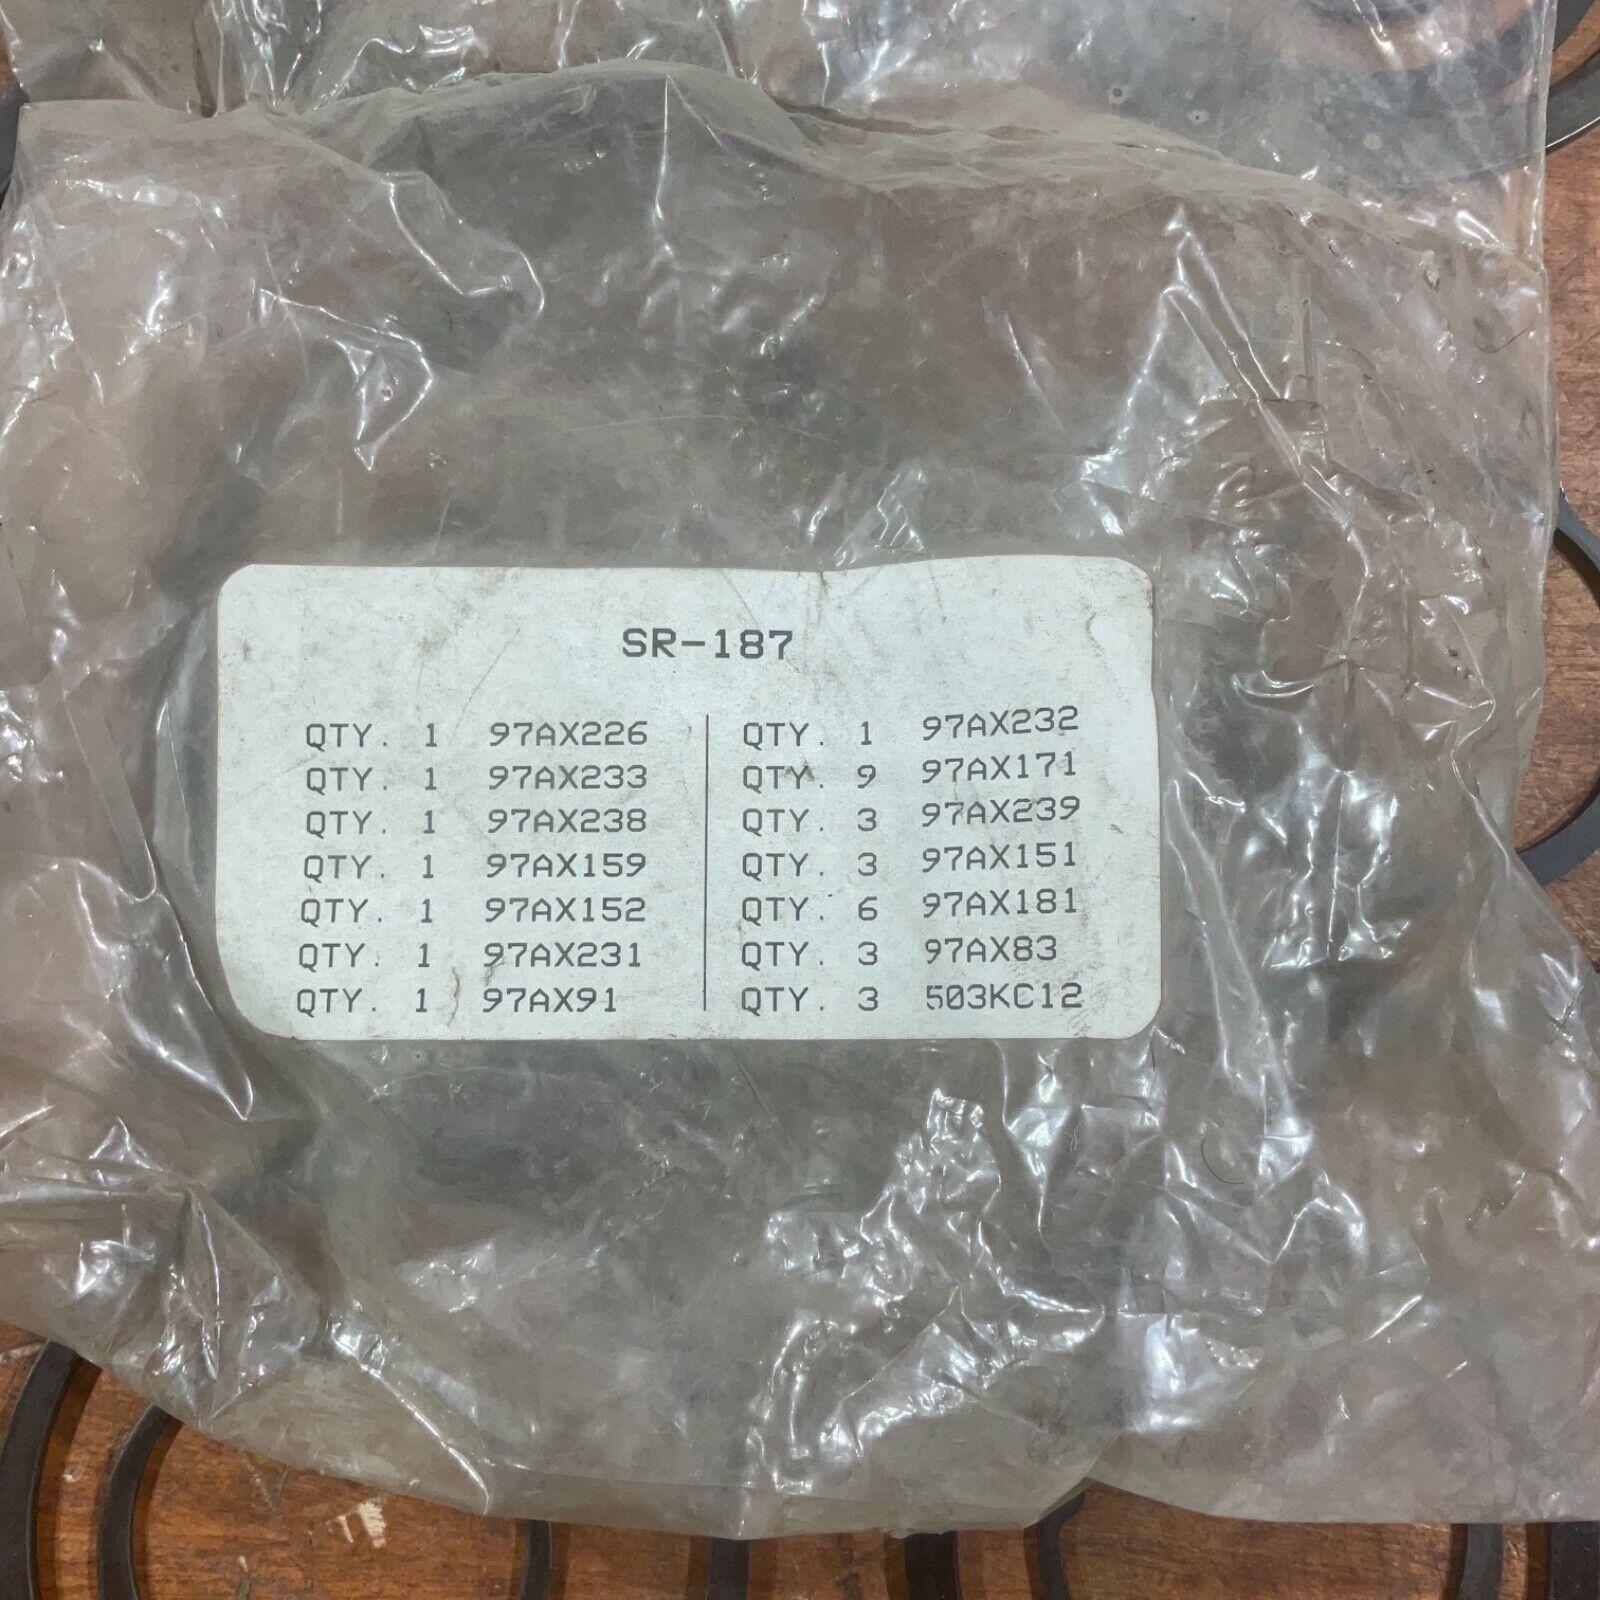 SR-187
QTY. 1 97AX226
QTY. 1 97AX233
QTY. 1 97AX238
QTY. 1 97AX159
QTY. 1 97AX152
QTY. 1 97AX231
QTY. 1 97AX91
QTY. 1 97AX232
QTY. 9 97AX171
QTY. 3 97AX239
QTY. 3 97AX151
QTY. 6 97AX181
QTY. 3 97AX83
QTY. 3 503KC12